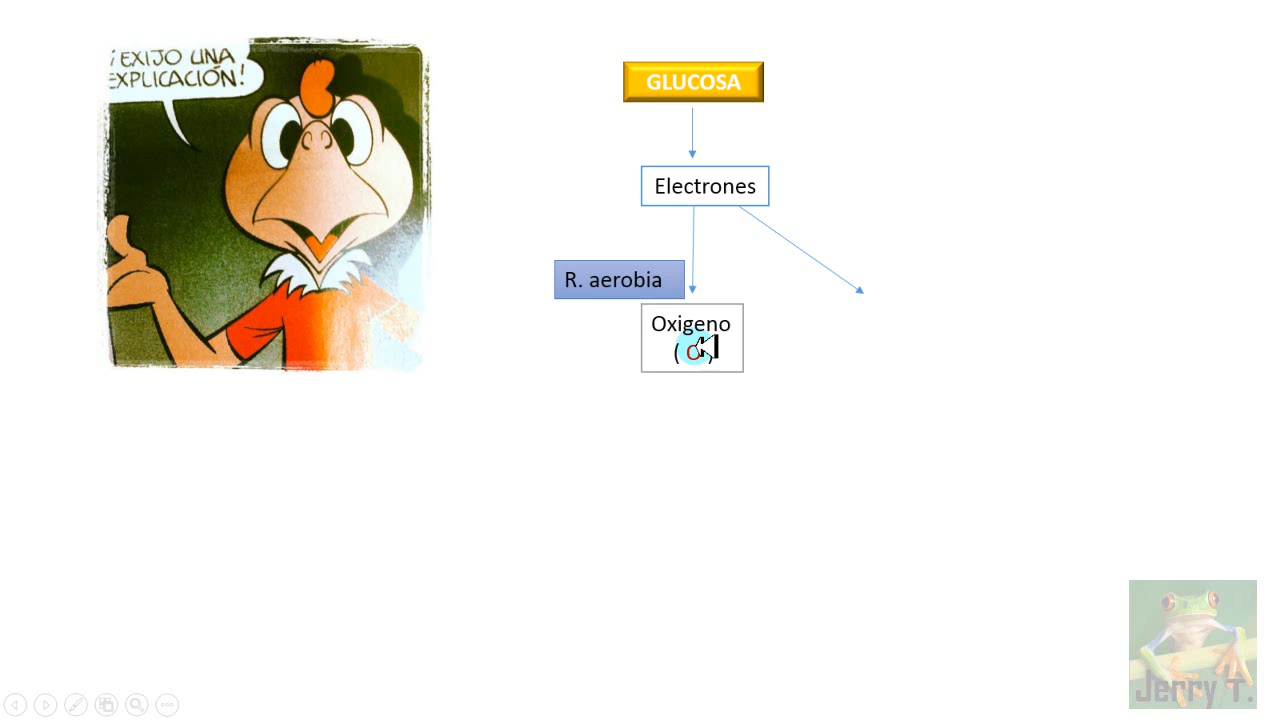 ¡EXIJO UNA
EXPLICACIÓN!
GLUCOSA
Electrones
R. aerobia
Oxigeno
( O )
Jerry T.